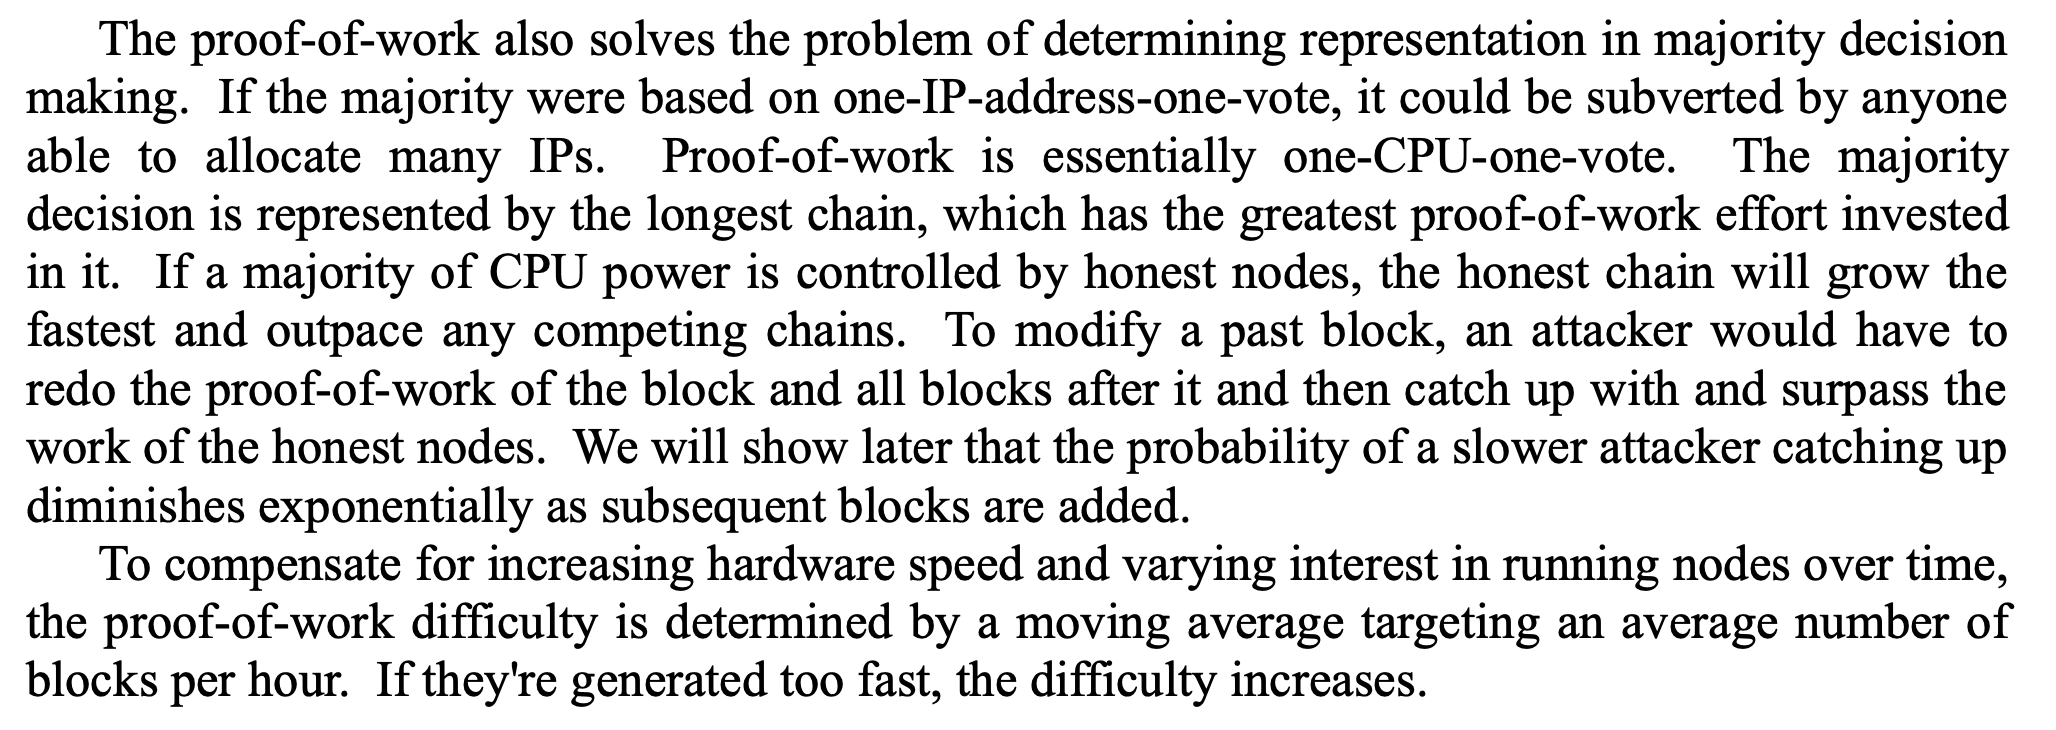 The proof-of-work also solves the problem of determining representation in majority decision
making.  If the majority were based on one-IP-address-one-vote, it could be subverted by anyone
able to allocate many IPs.  Proof-of-work is essentially one-CPU-one-vote.  The majority
decision is represented by the longest chain, which has the greatest proof-of-work effort invested
in it.  If a majority of CPU power is controlled by honest nodes, the honest chain will grow the
fastest and outpace any competing chains.  To modify a past block, an attacker would have to
redo the proof-of-work of the block and all blocks after it and then catch up with and surpass the
work of the honest nodes.  We will show later that the probability of a slower attacker catching up
diminishes exponentially as subsequent blocks are added.
To compensate for increasing hardware speed and varying interest in running nodes over time,
the proof-of-work difficulty is determined by a moving average targeting an average number of
blocks per hour.  If they're generated too fast, the difficulty increases.